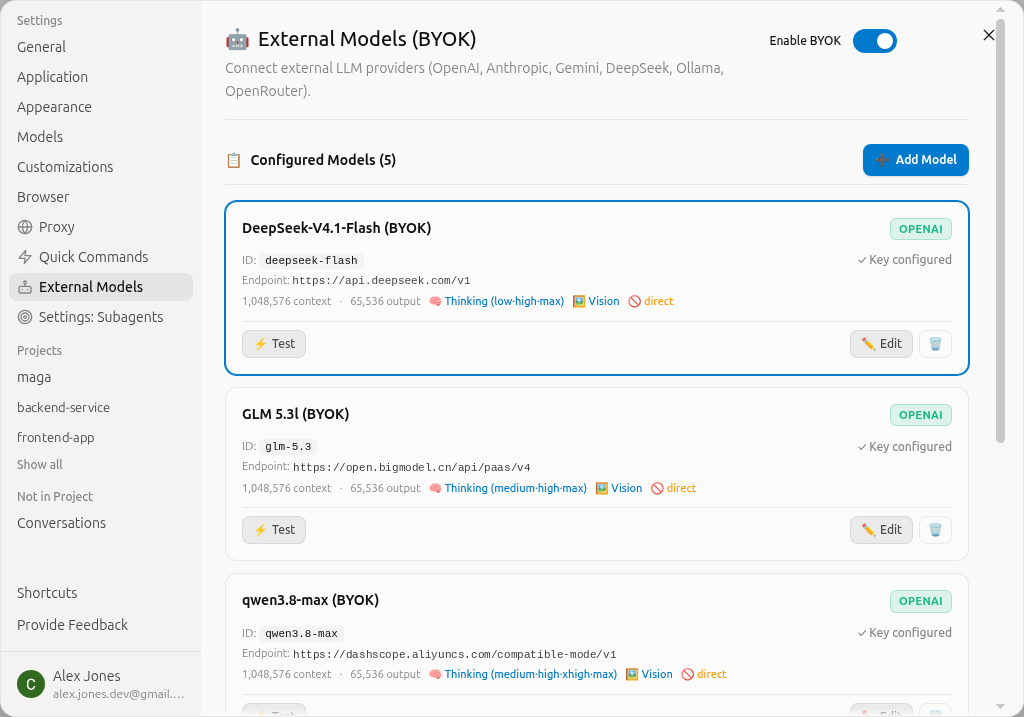 Settings
General
Application
Appearance
Models
Customizations
Browser
Proxy
Quick Commands
External Models
Settings: Subagents
Projects
maga
backend-service
frontend-app
Show all
Not in Project
Conversations
Shortcuts
Provide Feedback
C
Alex Jones
alex.jones.dev@gmail....
External Models (BYOK)
Enable BYOK
Connect external LLM providers (OpenAI, Anthropic, Gemini, DeepSeek, Ollama,
OpenRouter).
Configured Models (5)
Add Model
DeepSeek-V4.1-Flash (BYOK)
OPENAI
ID: deepseek-flash
✓ Key configured
Endpoint: https://api.deepseek.com/v1
1,048,576 context · 65,536 output Thinking (low·high·max) Vision direct
Test
Edit
GLM 5.3l (BYOK)
OPENAI
ID: glm-5.3
✓ Key configured
Endpoint: https://open.bigmodel.cn/api/paas/v4
1,048,576 context · 65,536 output Thinking (medium·high·max) Vision direct
Test
Edit
qwen3.8-max (BYOK)
OPENAI
ID: qwen3.8-max
✓ Key configured
Endpoint: https://dashscope.aliyuncs.com/compatible-mode/v1
1,048,576 context · 65,536 output Thinking (medium·high·xhigh·max) Vision direct
Test
Edit